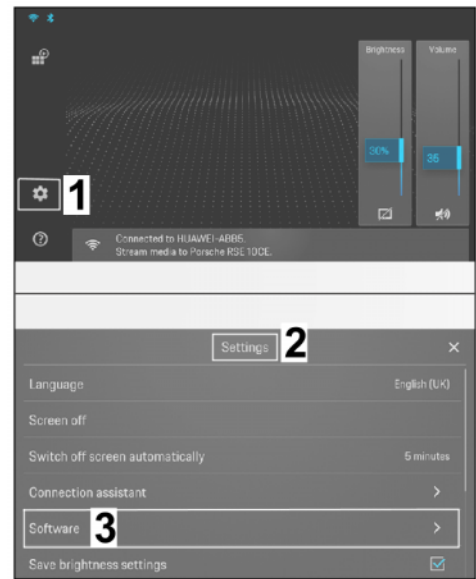 Brightness
Volume
30%
35
1
Connected to HUAWEI-ABB5.
Stream media to Porsche RSE 10CE.
Settings
2
Language
English (UK)
Screen off
Switch off screen automatically
5 minutes
Connection assistant
Software
3
Save brightness settings